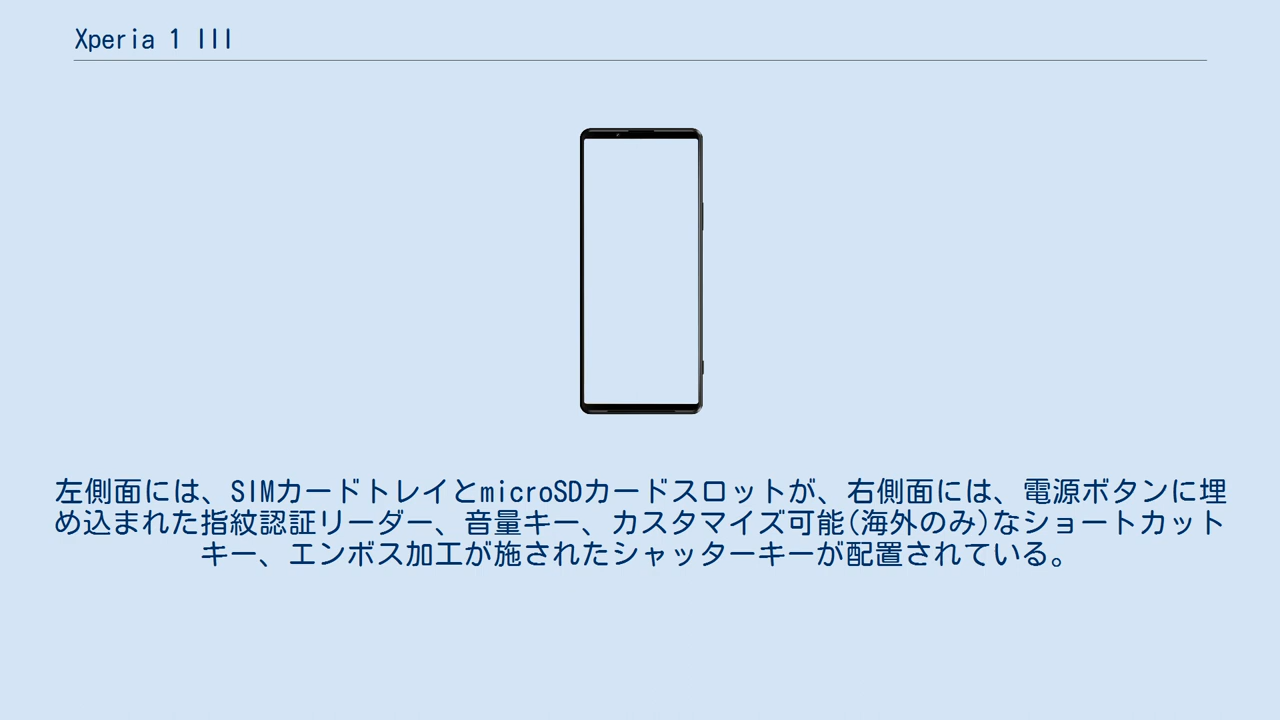 Xperia 1 III
左側面には、SIMカードトレイとmicroSDカードスロットが、右側面には、電源ボタンに埋
め込まれた指紋認証リーダー、音量キー、カスタマイズ可能(海外のみ)なショートカット
キー、エンボス加工が施されたシャッターキーが配置されている。